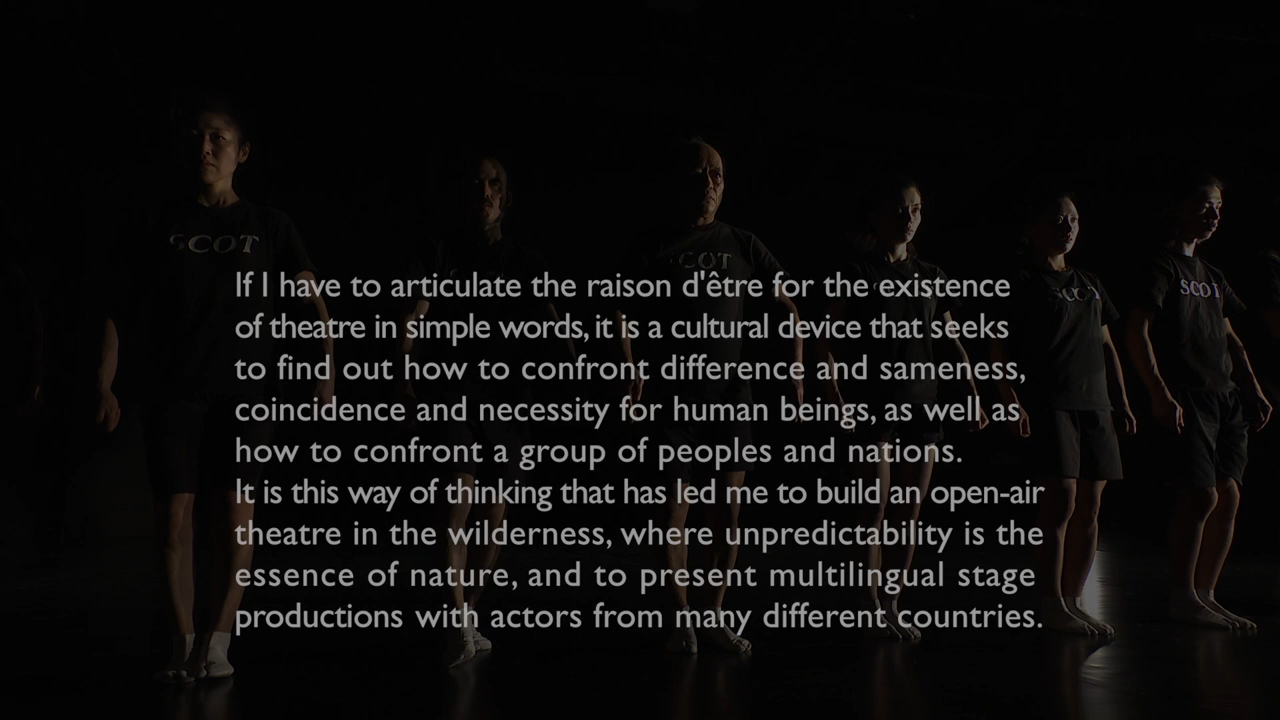 SCOT
SCOT
SCOT
SCOT
If I have to articulate the raison d'être for the existence
of theatre in simple words, it is a cultural device that seeks
to find out how to confront difference and sameness,
coincidence and necessity for human beings, as well as
how to confront a group of peoples and nations.
It is this way of thinking that has led me to build an open-air
theatre in the wilderness, where unpredictability is the
essence of nature, and to present multilingual stage
productions with actors from many different countries.